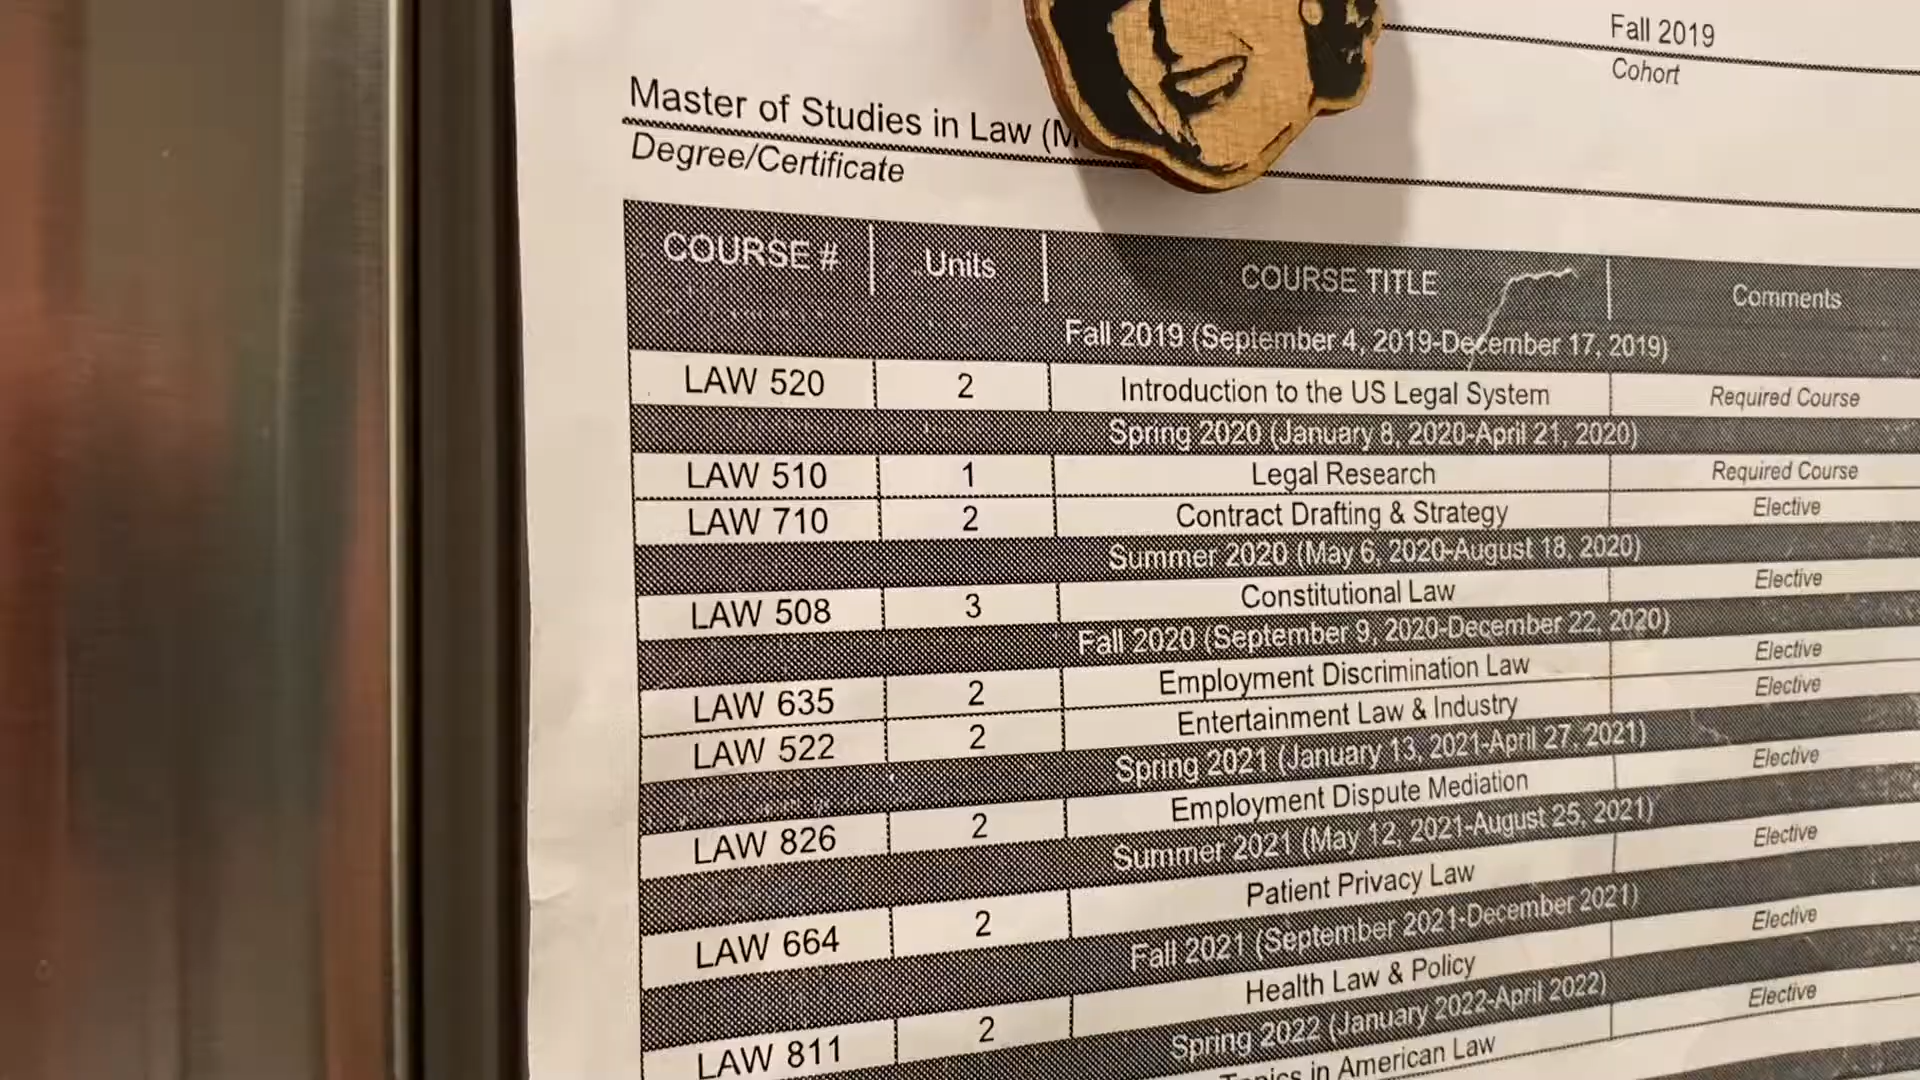 Fall 2019
Cohort
Master of Studies in Law (M
Degree/Certificate
COURSE # Units COURSE TITLE Comments
Fall 2019 (September 4, 2019-December 17, 2019)
LAW 520 2 Introduction to the US Legal System Required Course
Spring 2020 (January 8, 2020-April 21, 2020)
LAW 510 1 Legal Research Required Course
LAW 710 2 Contract Drafting & Strategy Elective
Summer 2020 (May 6, 2020-August 18, 2020)
LAW 508 3 Constitutional Law Elective
Fall 2020 (September 9, 2020-December 22, 2020)
LAW 635 2 Employment Discrimination Law Elective
LAW 522 2 Entertainment Law & Industry Elective
Spring 2021 (January 13, 2021-April 27, 2021)
LAW 826 2 Employment Dispute Mediation Elective
Summer 2021 (May 12, 2021-August 25, 2021)
LAW 664 2 Patient Privacy Law Elective
Fall 2021 (September 2021-December 2021)
LAW 811 2 Health Law & Policy Elective
Spring 2022 (January 2022-April 2022)
Topics in American Law Elective